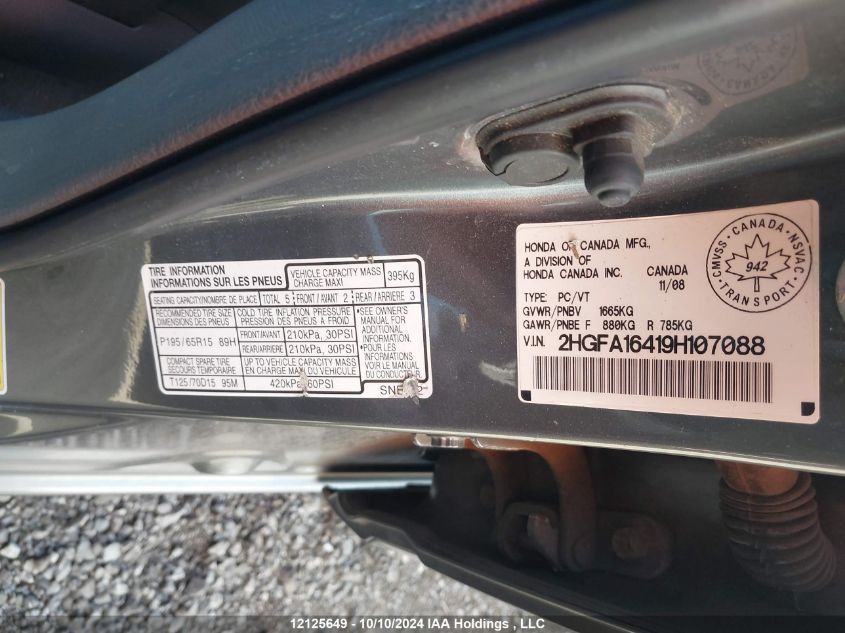 TIRE INFORMATION
INFORMATIONS SUR LES PNEUS
VEHICLE CAPACITY MASS
CHARGE MAXI
395Kg
SEATING CAPACITY/NOMBRE DE PLACE TOTAL 5 FRONT / AVANT 2 REAR / ARRIERE 3
RECOMMENDED TIRE SIZE
DIMENSIONS DES PNEUS
COLD TIRE INFLATION PRESSURE
PRESSION DES PNEUS A FROID
P195 / 65R15 89H
FRONT/AVANT 210kPa, 30PSI
REAR/ARRIERE 210kPa, 30PSI
COMPACT SPARE TIRE
SECOURS TEMPORAIRE
UP TO VEHICLE CAPACITY MASS
EN CHARGE MAXI DU VEHICULE
T125 / 70D15 95M
420kPa, 60PSI
•SEE OWNER'S
MANUAL FOR
ADDITIONAL
INFORMATION.
•POUR LES
INFORMATION,
VOIR LE MANUEL
DU CONDUCTEUR
HONDA OF CANADA MFG.,
A DIVISION OF
HONDA CANADA INC. CANADA
11/08
TYPE: PC/VT
GVWR/PNBV 1665KG
GAWR/PNBE F 880KG R 785KG
V.I.N. 2HGFA16419H107088
CMVSS · CANADA · NSVAC
942
TRANSPORT
12125649 - 10/10/2024 IAA Holdings, LLC